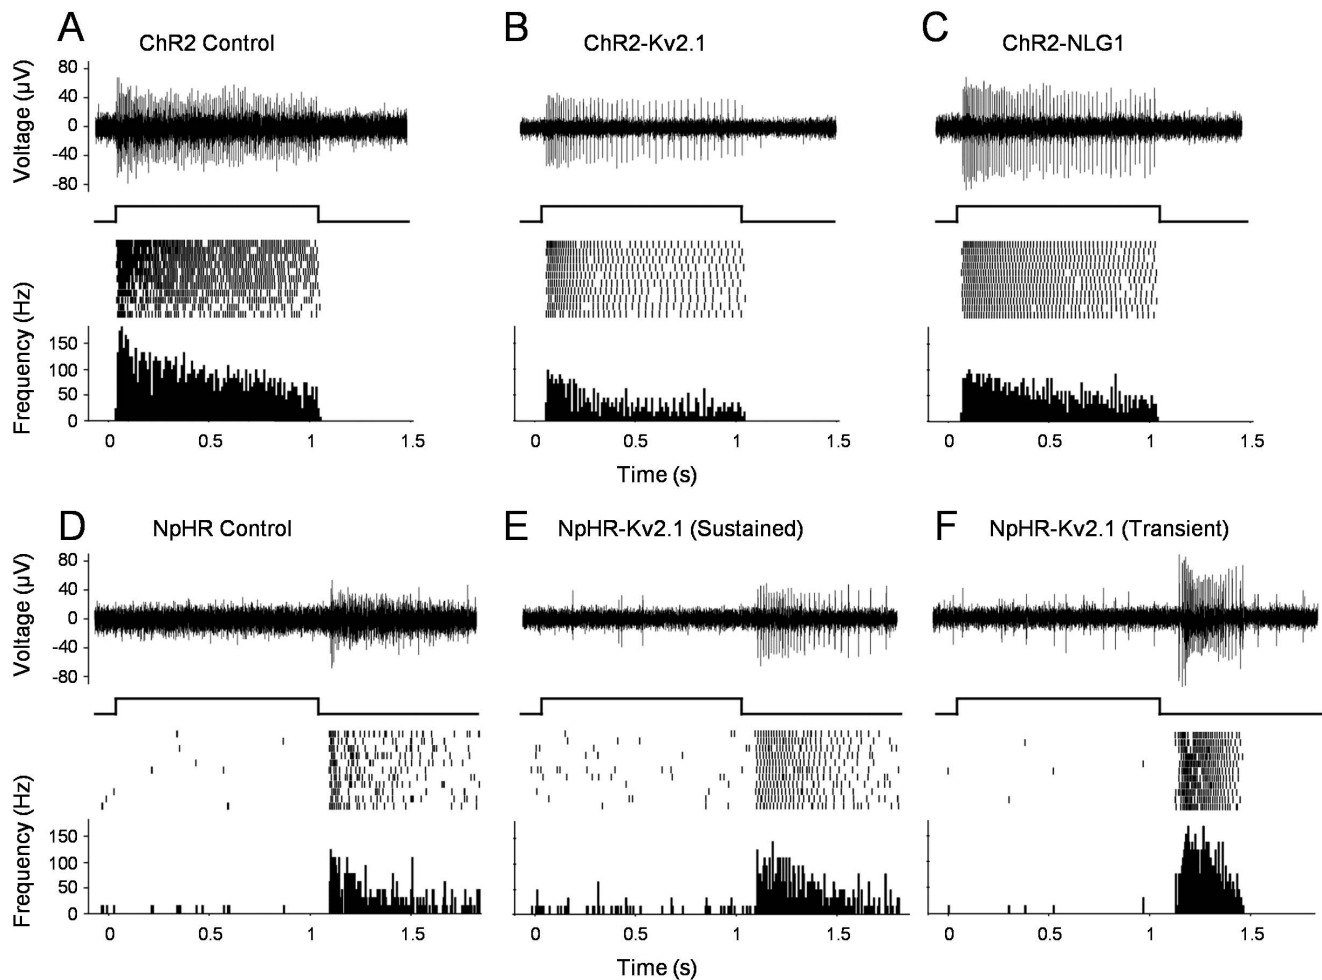 A ChR2 Control
B ChR2-Kv2.1
C ChR2-NLG1
Voltage (µV)
80
40
0
-40
-80
Frequency (Hz)
150
100
50
0
0 0.5 1 1.5
0 0.5 1 1.5
0 0.5 1 1.5
Time (s)
D NpHR Control
E NpHR-Kv2.1 (Sustained)
F NpHR-Kv2.1 (Transient)
Voltage (µV)
80
40
0
-40
-80
Frequency (Hz)
150
100
50
0
0 0.5 1 1.5
0 0.5 1 1.5
0 0.5 1 1.5
Time (s)